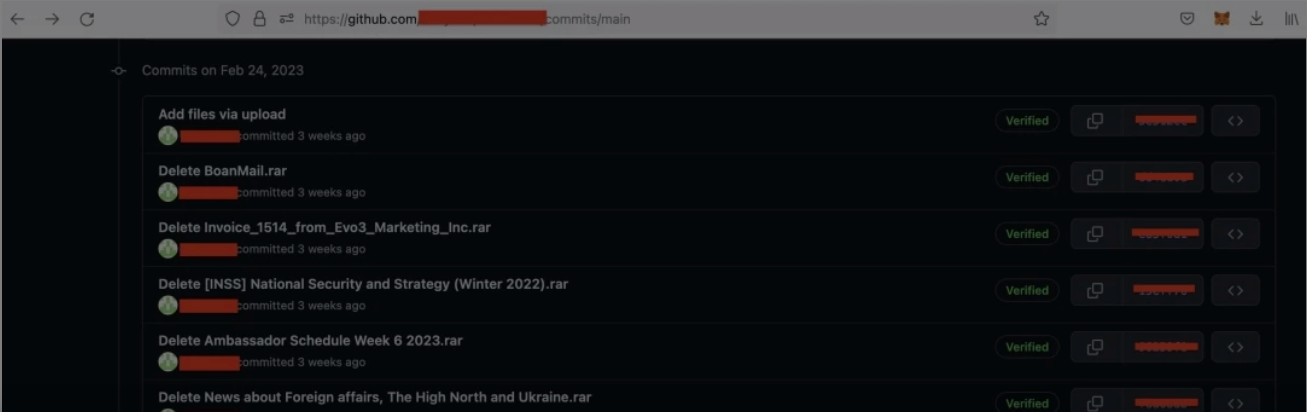 https://github.com/ commits/main
Commits on Feb 24, 2023
Add files via upload
committed 3 weeks ago
Verified
Delete BoanMail.rar
committed 3 weeks ago
Verified
Delete Invoice_1514_from_Evo3_Marketing_Inc.rar
committed 3 weeks ago
Verified
Delete [INSS] National Security and Strategy (Winter 2022).rar
committed 3 weeks ago
Verified
Delete Ambassador Schedule Week 6 2023.rar
committed 3 weeks ago
Verified
Delete News about Foreign affairs, The High North and Ukraine.rar
Verified